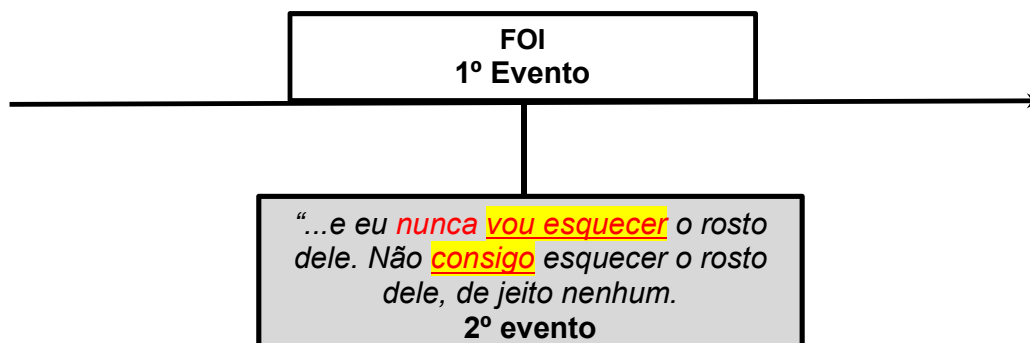 FOI
1º Evento
“...e eu nunca vou esquecer o rosto
dele. Não consigo esquecer o rosto
dele, de jeito nenhum.
2º evento